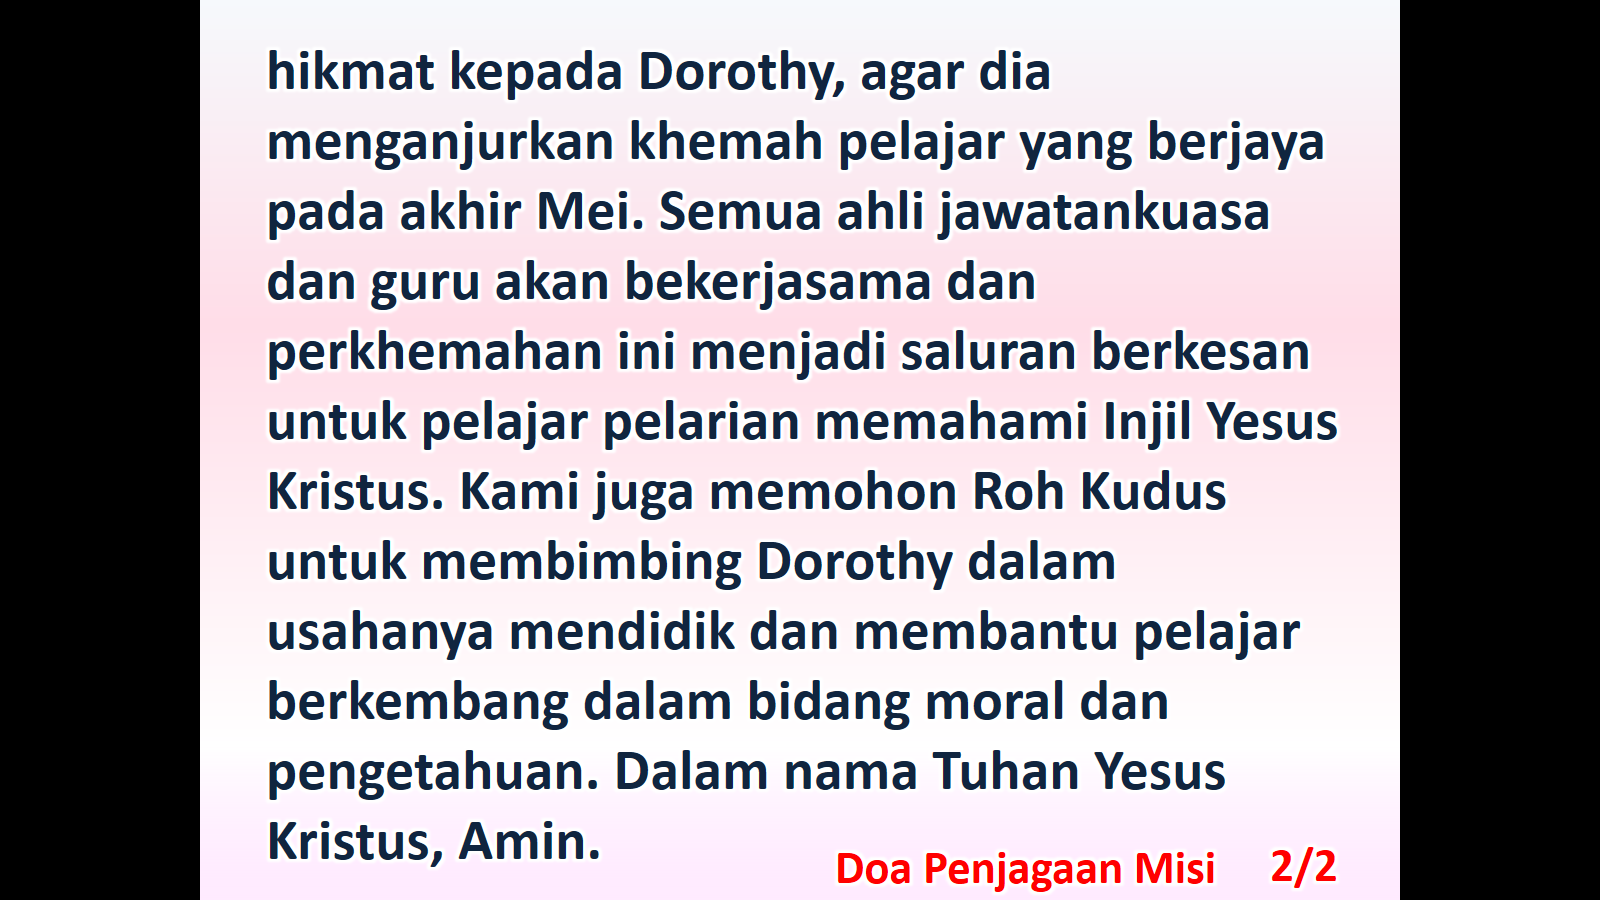 hikmat kepada Dorothy, agar dia
menganjurkan khemah pelajar yang berjaya
pada akhir Mei. Semua ahli jawatankuasa
dan guru akan bekerjasama dan
perkhemahan ini menjadi saluran berkesan
untuk pelajar pelarian memahami Injil Yesus
Kristus. Kami juga memohon Roh Kudus
untuk membimbing Dorothy dalam
usahanya mendidik dan membantu pelajar
berkembang dalam bidang moral dan
pengetahuan. Dalam nama Tuhan Yesus
Kristus, Amin.
Doa Penjagaan Misi 2/2